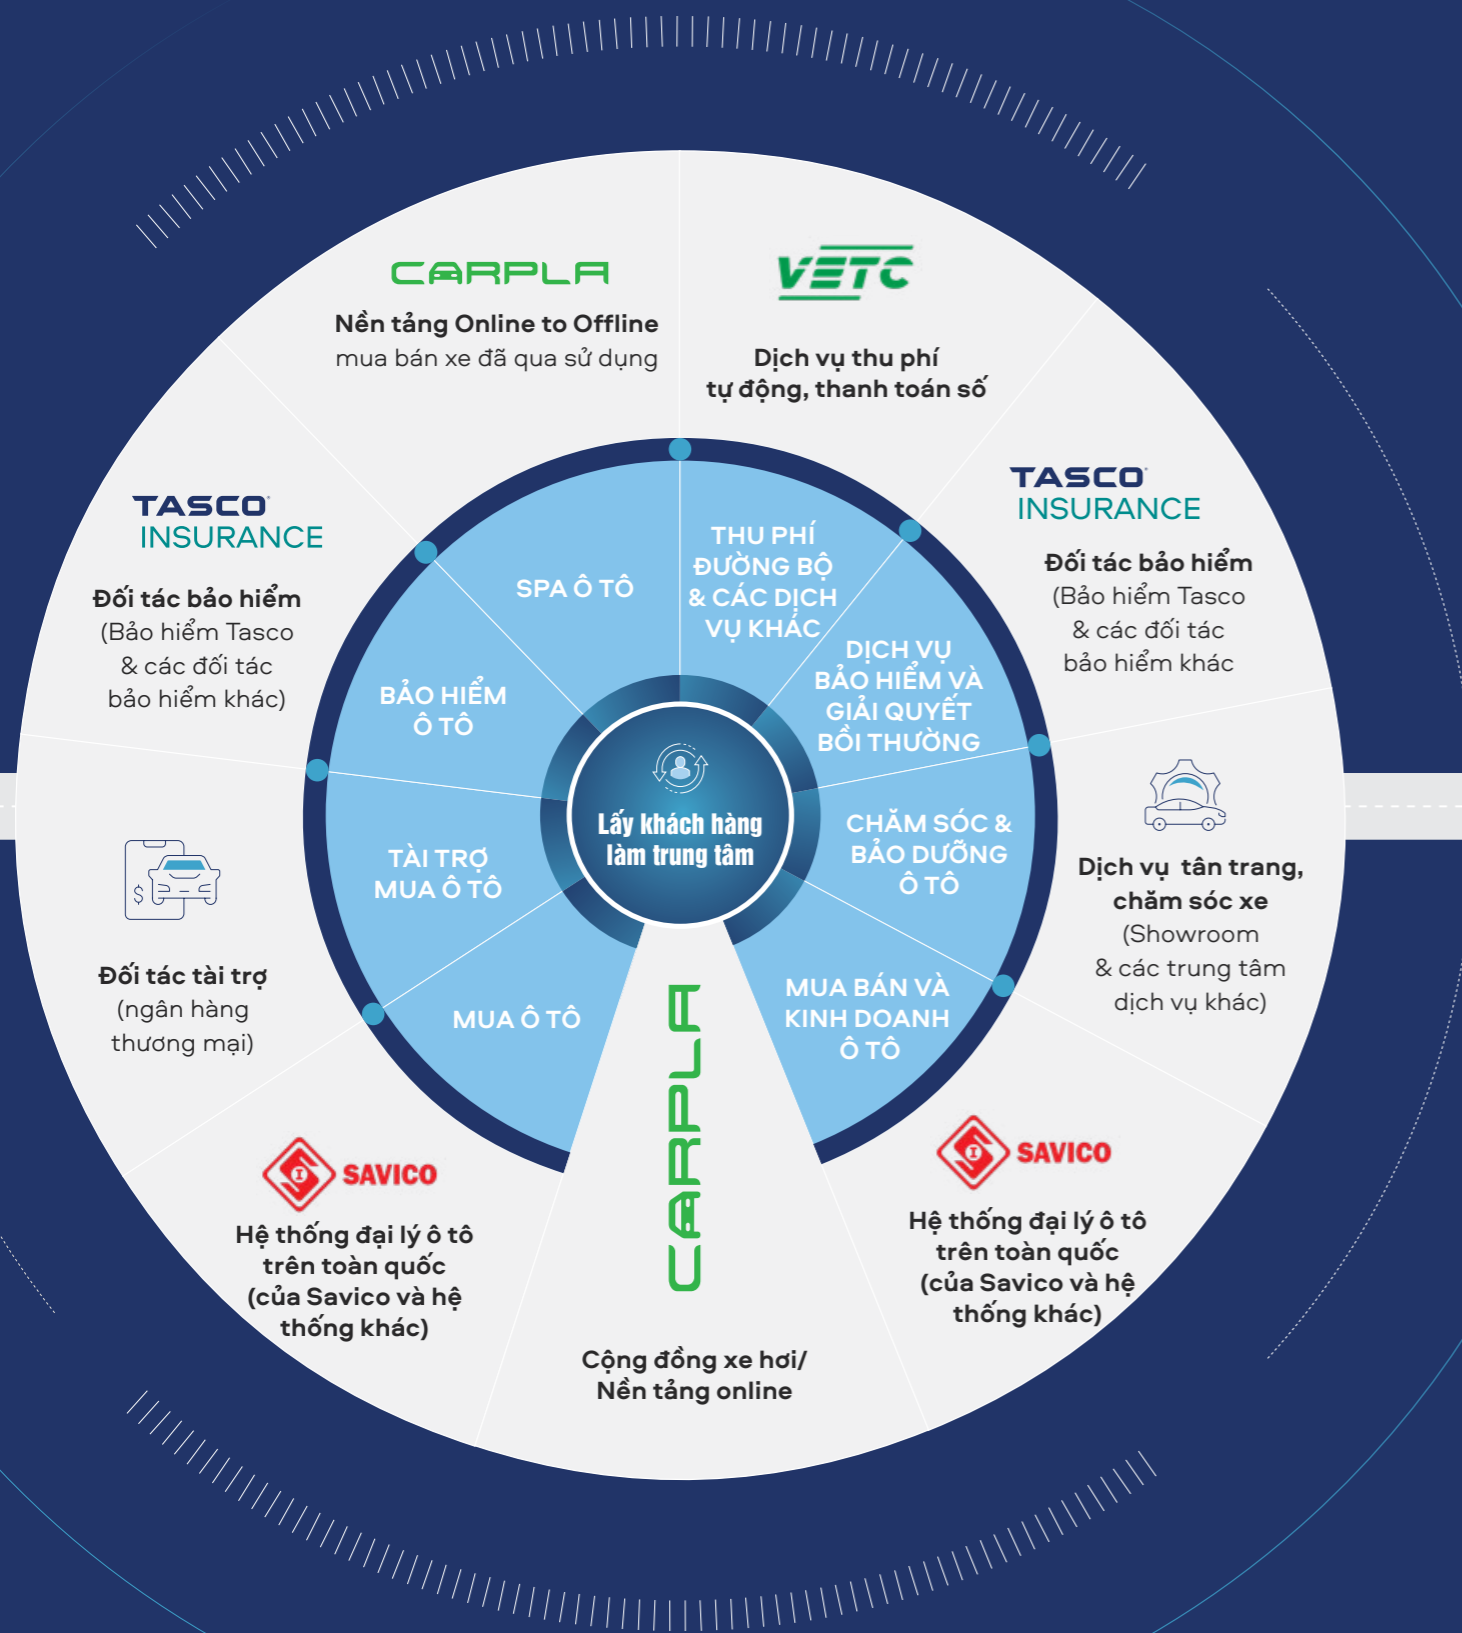 CARPLA
Nền tảng Online to Offline
mua bán xe đã qua sử dụng
VETC
Dịch vụ thu phí
tự động, thanh toán số
TASCO
INSURANCE
Đối tác bảo hiểm
(Bảo hiểm Tasco
& các đối tác
bảo hiểm khác
Dịch vụ tân trang,
chăm sóc xe
(Showroom
& các trung tâm
dịch vụ khác)
SAVICO
Hệ thống đại lý ô tô
trên toàn quốc
(của Savico và hệ
thống khác)
CARPLA
Cộng đồng xe hơi/
Nền tảng online
SAVICO
Hệ thống đại lý ô tô
trên toàn quốc
(của Savico và hệ
thống khác)
$
Đối tác tài trợ
(ngân hàng
thương mại)
TASCO
INSURANCE
Đối tác bảo hiểm
(Bảo hiểm Tasco
& các đối tác
bảo hiểm khác)
SPA Ô TÔ
THU PHÍ
ĐƯỜNG BỘ
& CÁC DỊCH
VỤ KHÁC
DỊCH VỤ
BẢO HIỂM VÀ
GIẢI QUYẾT
BỒI THƯỜNG
CHĂM SÓC &
BẢO DƯỠNG
Ô TÔ
MUA BÁN VÀ
KINH DOANH
Ô TÔ
MUA Ô TÔ
TÀI TRỢ
MUA Ô TÔ
BẢO HIỂM
Ô TÔ
Lấy khách hàng
làm trung tâm